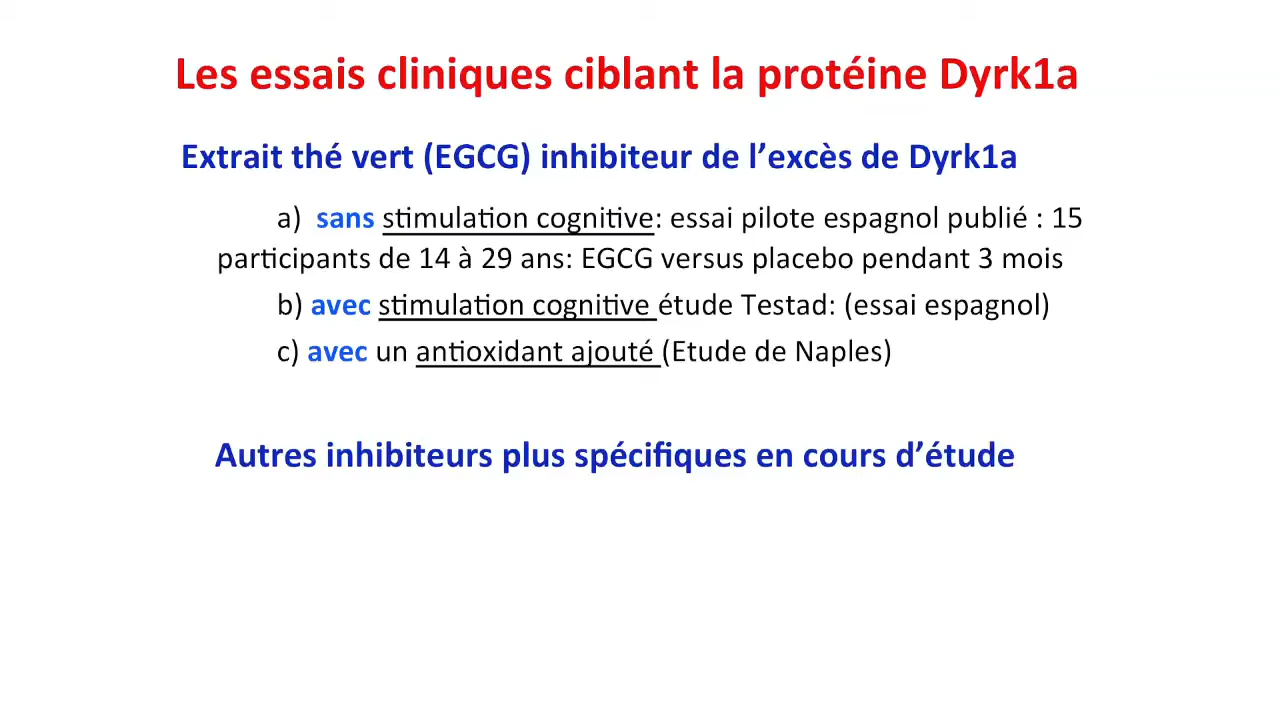 Les essais cliniques ciblant la protéine Dyrk1a
Extrait thé vert (EGCG) inhibiteur de l’excès de Dyrk1a
a) sans stimulation cognitive: essai pilote espagnol publié : 15
participants de 14 à 29 ans: EGCG versus placebo pendant 3 mois
b) avec stimulation cognitive étude Testad: (essai espagnol)
c) avec un antioxidant ajouté (Etude de Naples)
Autres inhibiteurs plus spécifiques en cours d’étude